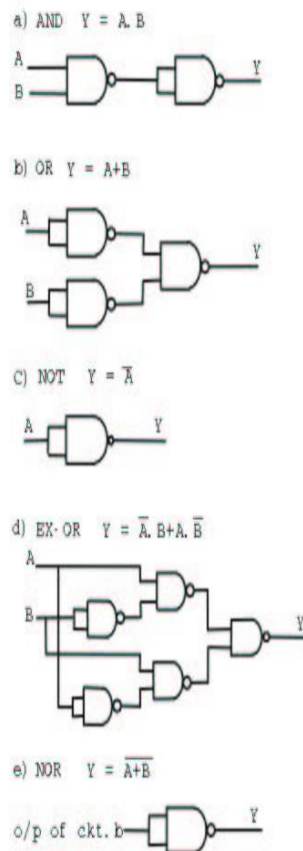 a) AND Y = A.B
A
B
Y
b) OR Y = A+B
A
B
Y
C) NOT Y = A̅
A
Y
d) EX-OR Y = A̅.B+A.B̅
A
B
Y
e) NOR Y = A̅+̅B̅
o/p of ckt.b
Y